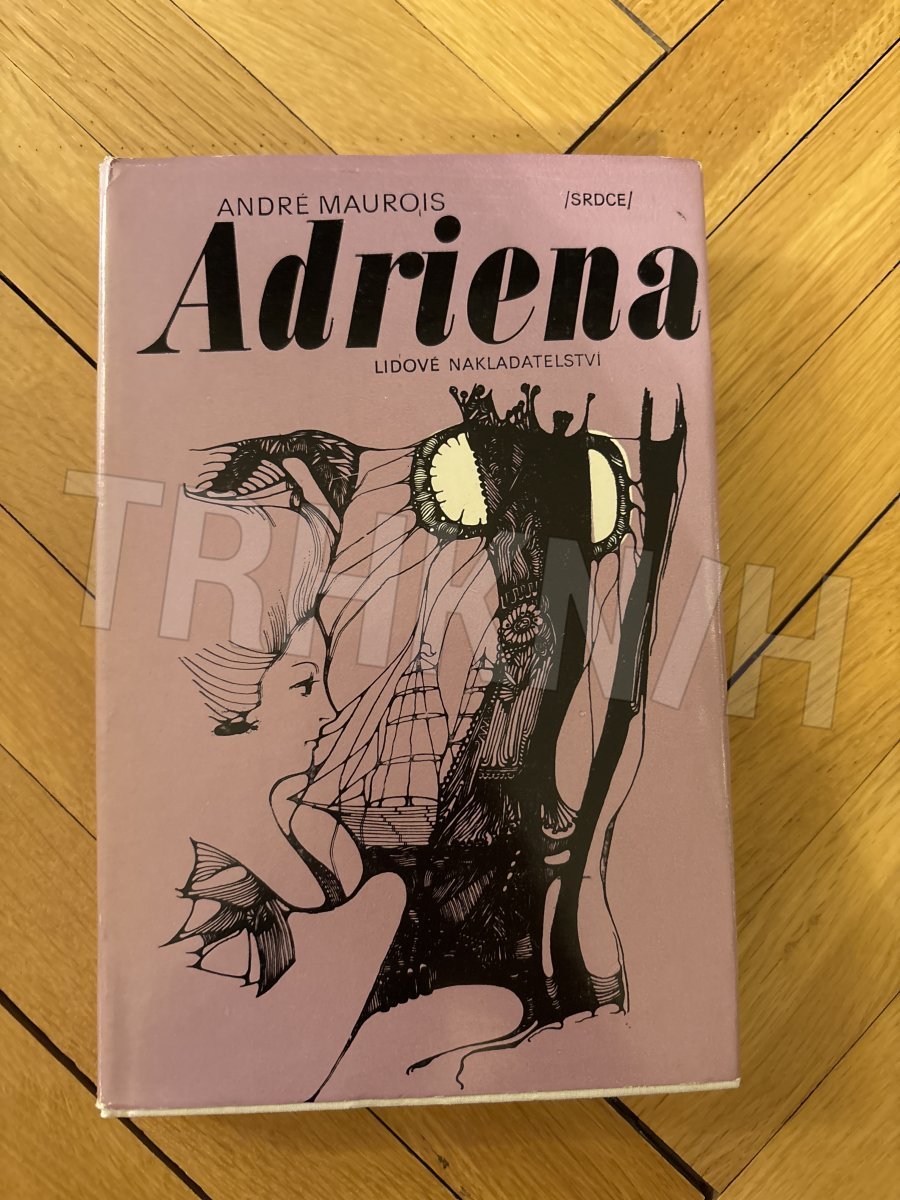 ANDRÉ MAUROIS /SRDCE/
Adriena
LIDOVÉ NAKLADATELSTVÍ
TRHKNIH